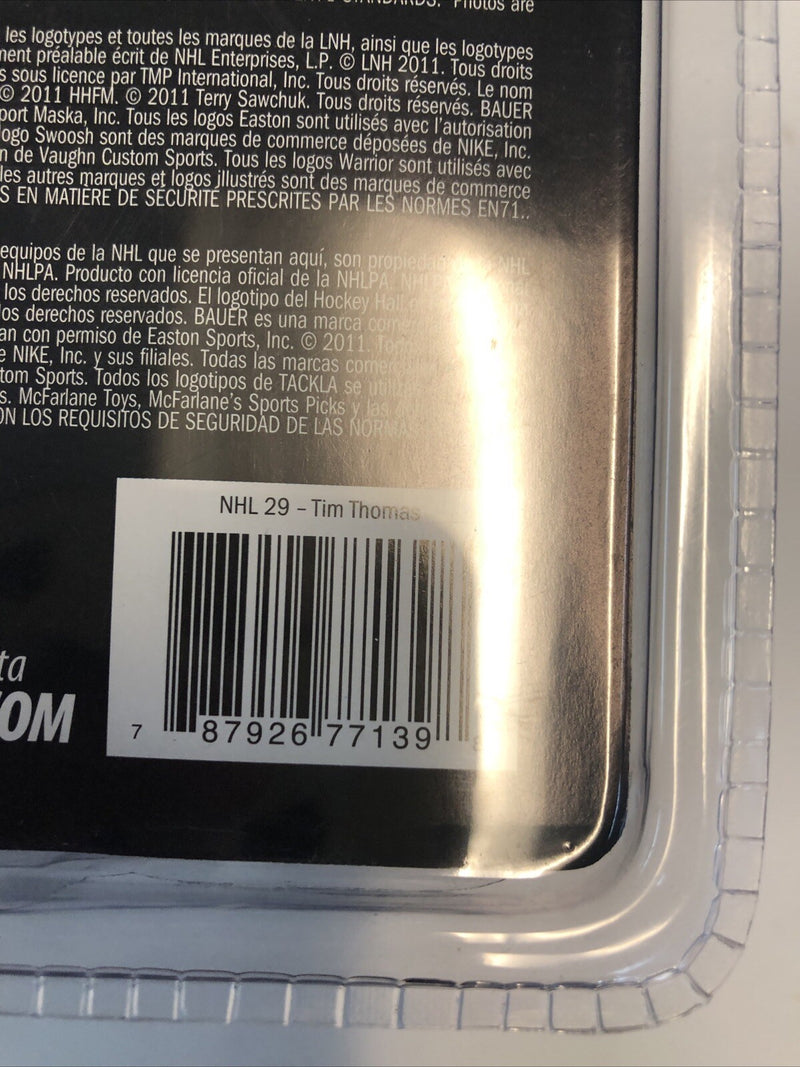 STANDARDS. Photos are
les logotypes et toutes les marques de la LNH, ainsi que les logotypes
ment préalable écrit de NHL Enterprises, L.P. © LNH 2011. Tous droits
s sous licence par TMP International, Inc. Tous droits réservés. Le nom
© 2011 HHFM. © 2011 Terry Sawchuk. Tous droits réservés. BAUER
port Maska, Inc. Tous les logos Easton sont utilisés avec l'autorisation
logo Swoosh sont des marques de commerce déposées de NIKE, Inc.
n de Vaughn Custom Sports. Tous les logos Warrior sont utilisés avec
les autres marques et logos illustrés sont des marques de commerce
S EN MATIÈRE DE SÉCURITÉ PRESCRITES PAR LES NORMES EN71..
equipos de la NHL que se presentan aquí, son propiedad NHL
NHLPA. Producto con licencia oficial de la NHLPA.
los derechos reservados. El logotipo del Hockey Hall
los derechos reservados. BAUER es una marca
an con permiso de Easton Sports, Inc. © 2011.
e NIKE, Inc. y sus filiales. Todas las marcas
tom Sports. Todos los logotipos de TACKLA se
s. McFarlane Toys, McFarlane's Sports Picks y las
ON LOS REQUISITOS DE SEGURIDAD DE LAS
NHL 29 – Tim Thomas
ta
OM
7 87926 77139